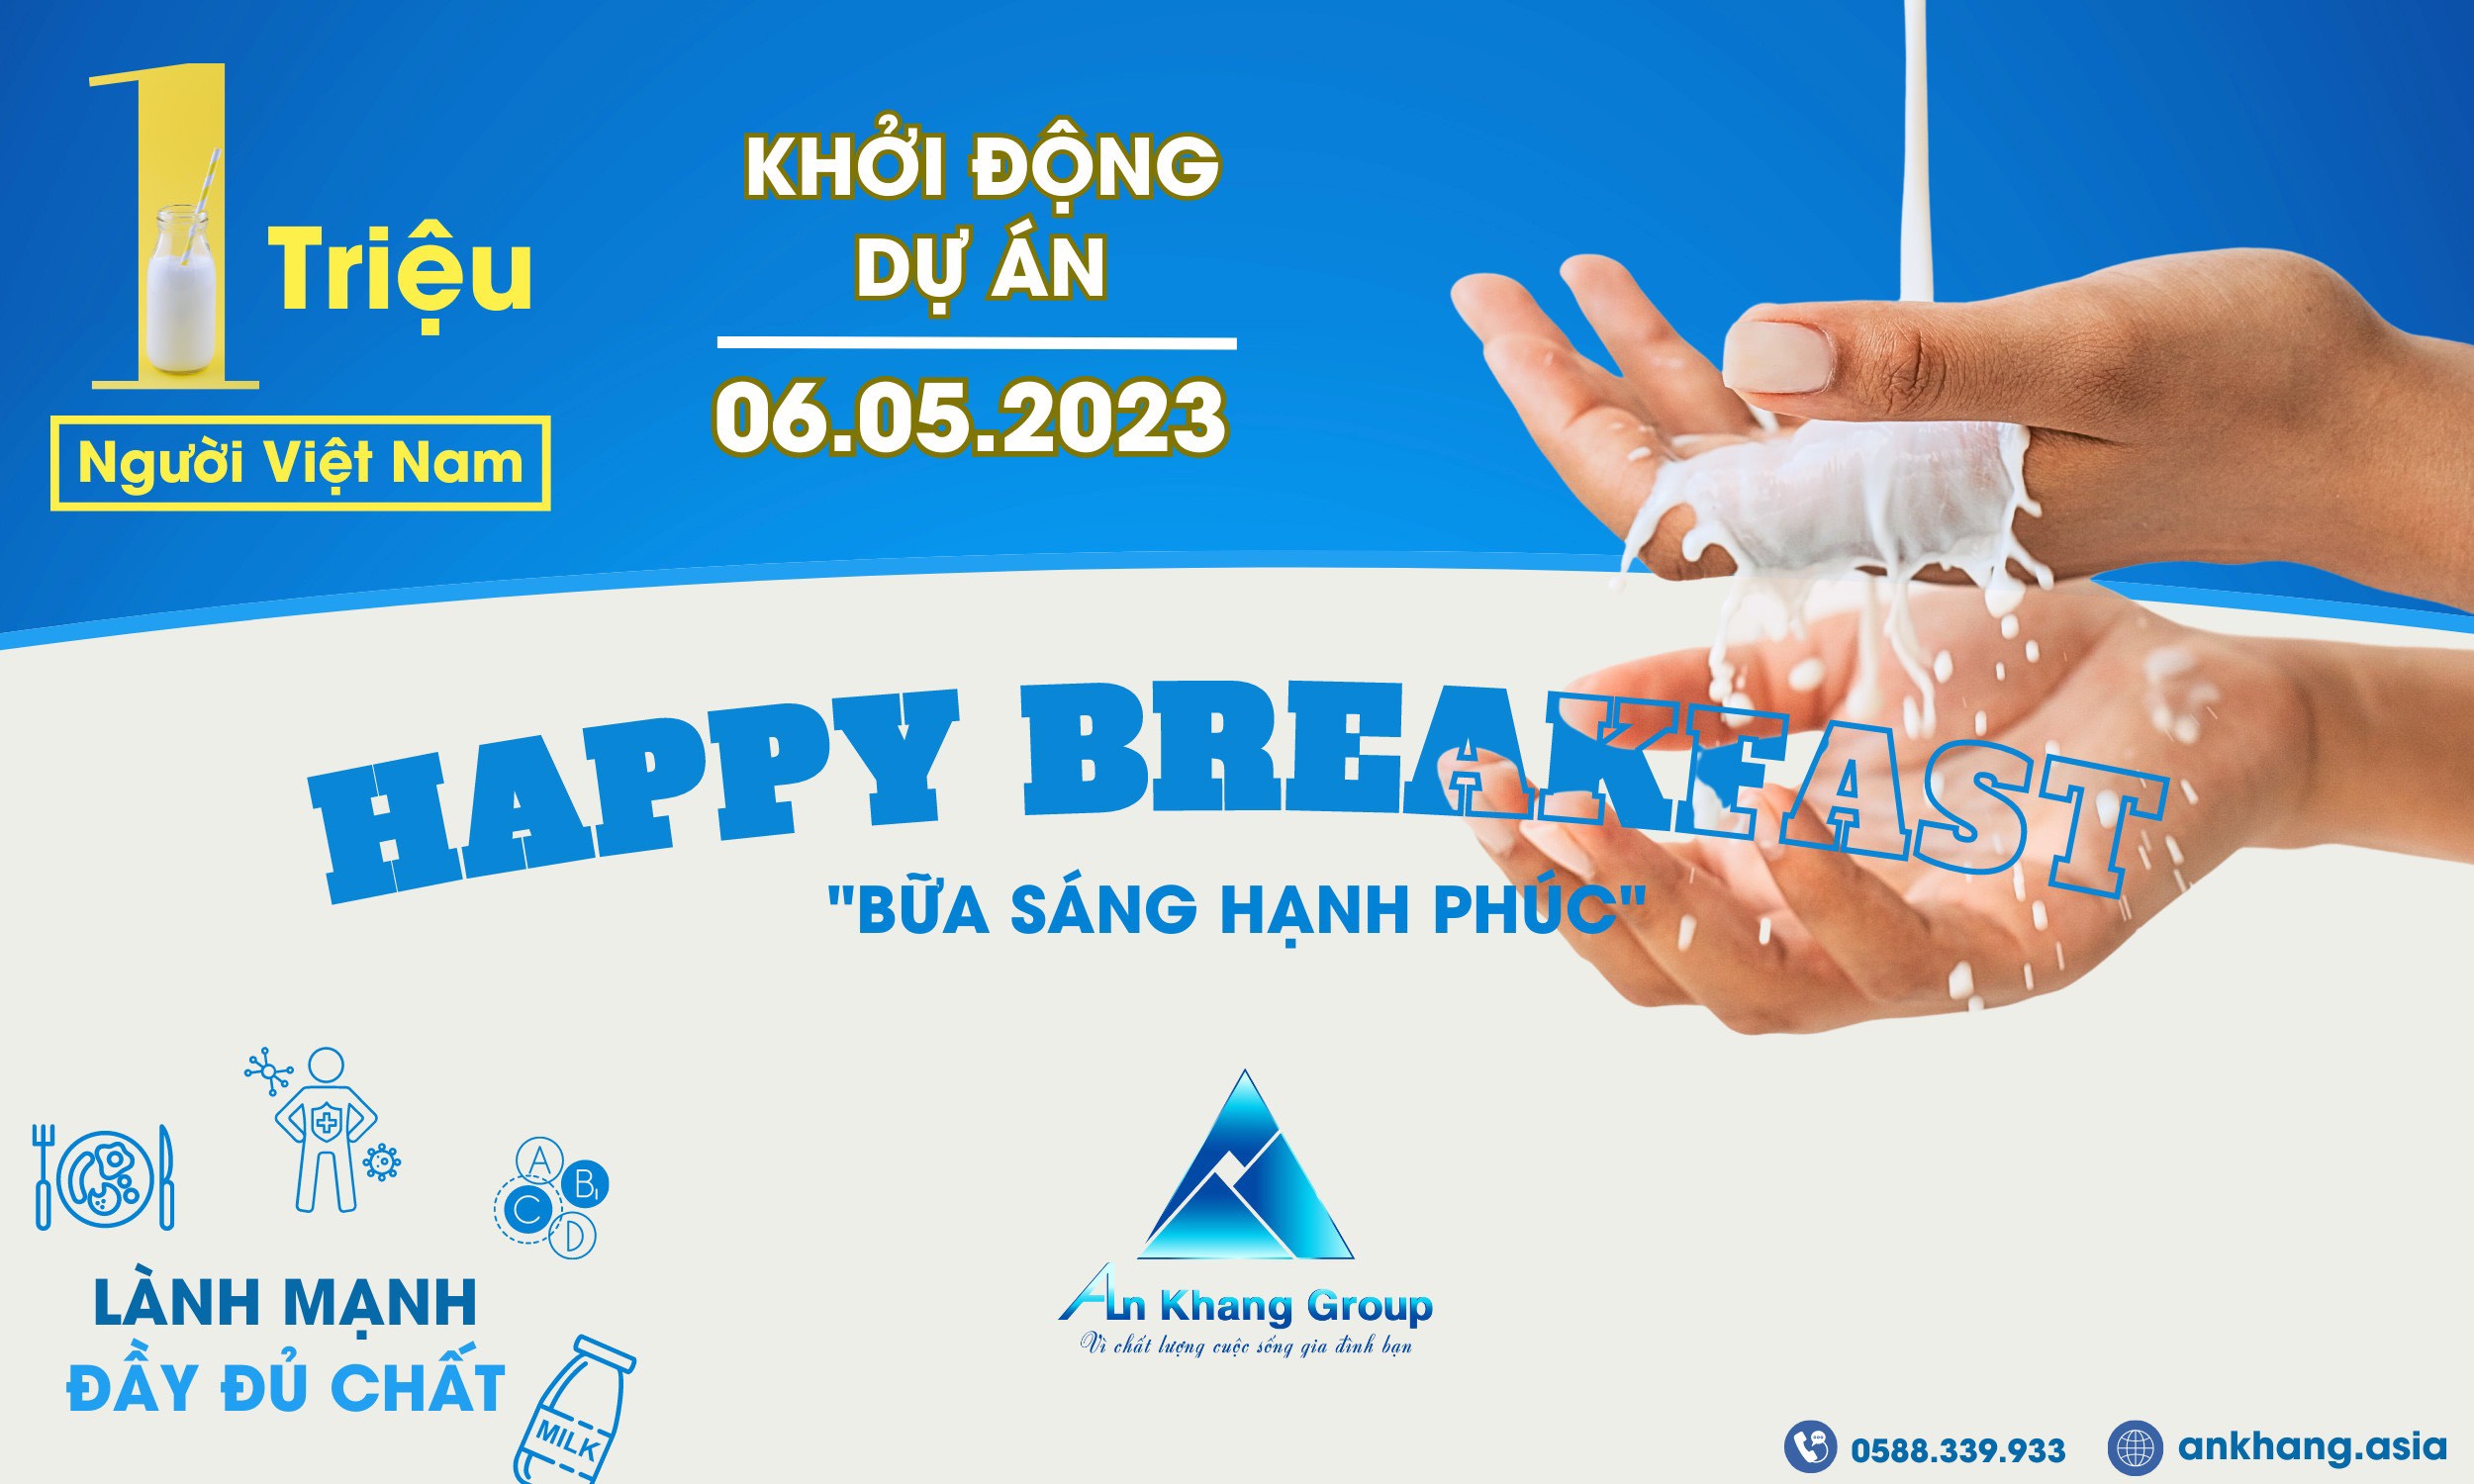 1 Triệu
Người Việt Nam
KHỞI ĐỘNG
DỰ ÁN
06.05.2023
HAPPY BREAKFAST
"BỮA SÁNG HẠNH PHÚC"
A
B1
C
D
LÀNH MẠNH
ĐẦY ĐỦ CHẤT
MILK
An Khang Group
Vì chất lượng cuộc sống gia đình bạn
0588.339.933
ankhang.asia